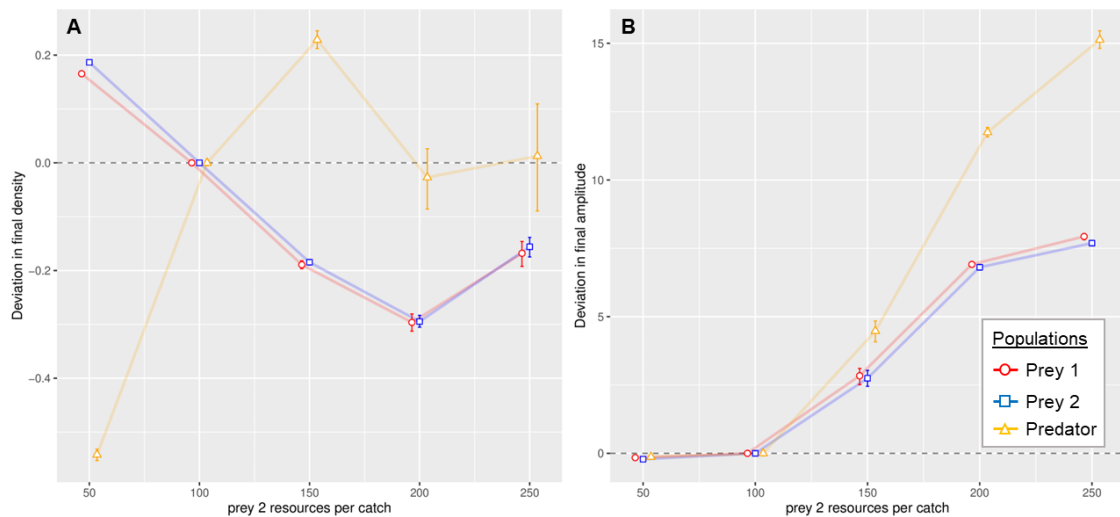 A
Deviation in final density
0.2
0.0
−0.2
−0.4
50 100 150 200 250
prey 2 resources per catch
B
Deviation in final amplitude
15
10
5
0
50 100 150 200 250
prey 2 resources per catch
Populations
Prey 1
Prey 2
Predator